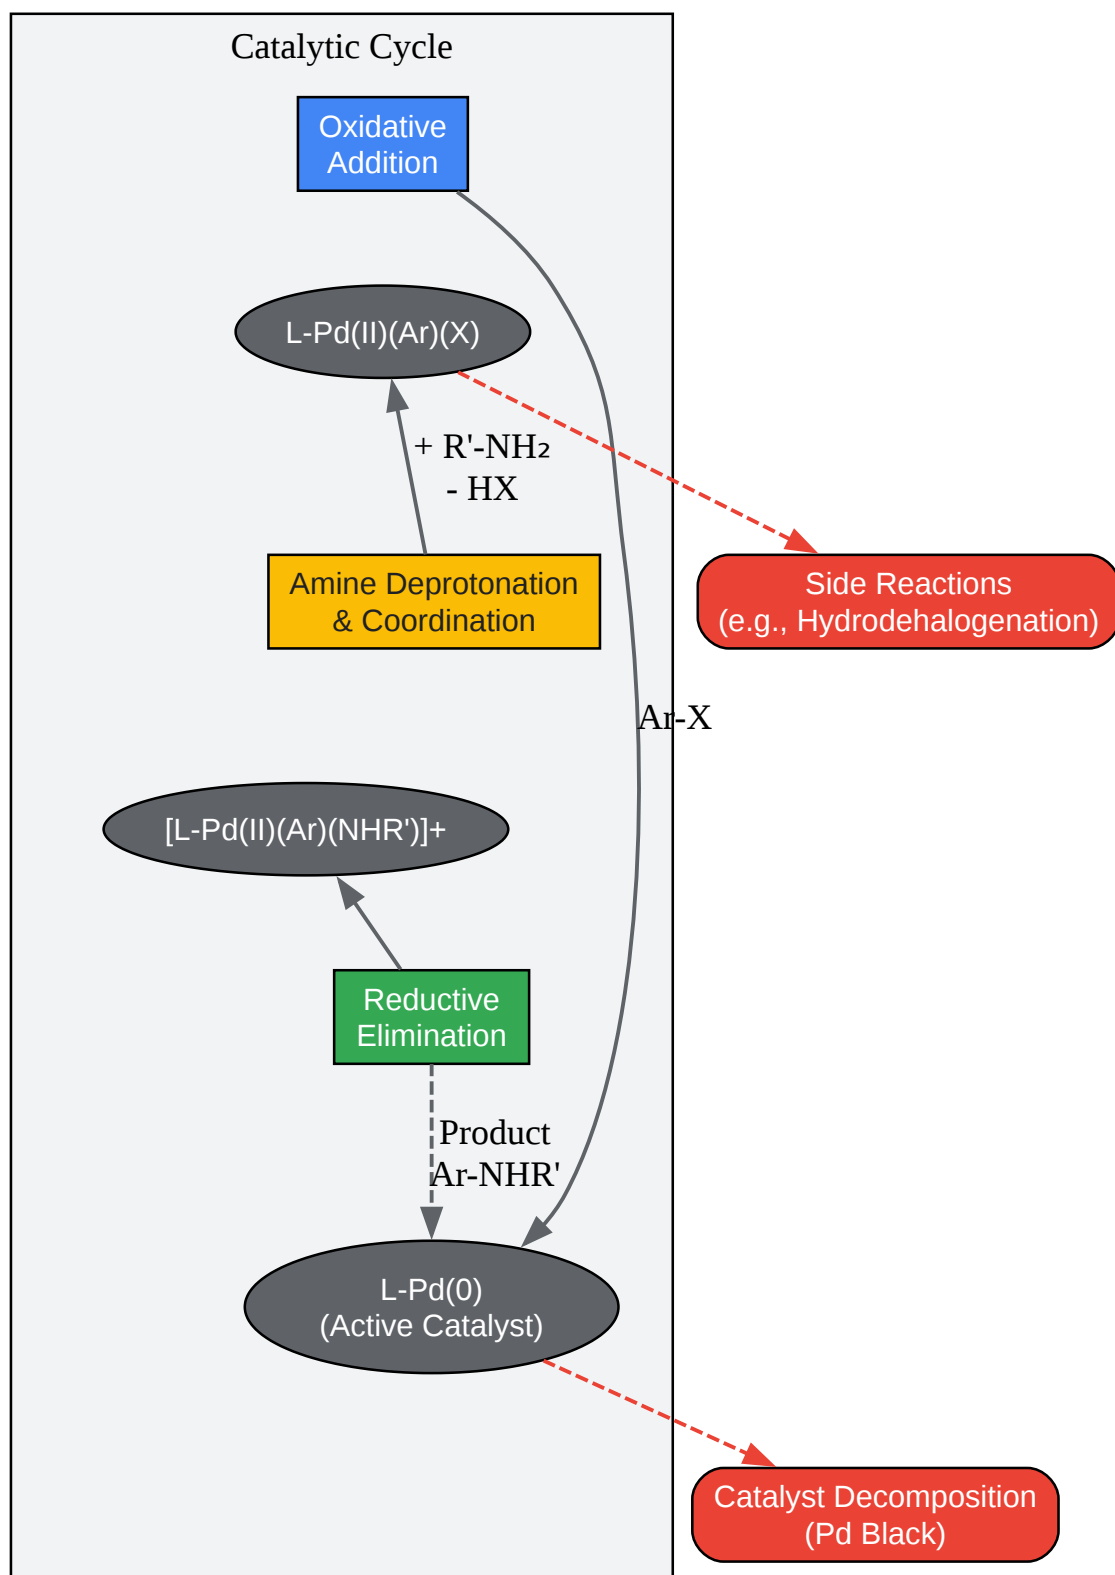 Catalytic Cycle
Oxidative
Addition
L-Pd(II)(Ar)(X)
+ R'-NH₂
- HX
Amine Deprotonation
& Coordination
Side Reactions
(e.g., Hydrodehalogenation)
Ar-X
[L-Pd(II)(Ar)(NHR')]+
Reductive
Elimination
Product
Ar-NHR'
L-Pd(0)
(Active Catalyst)
Catalyst Decomposition
(Pd Black)